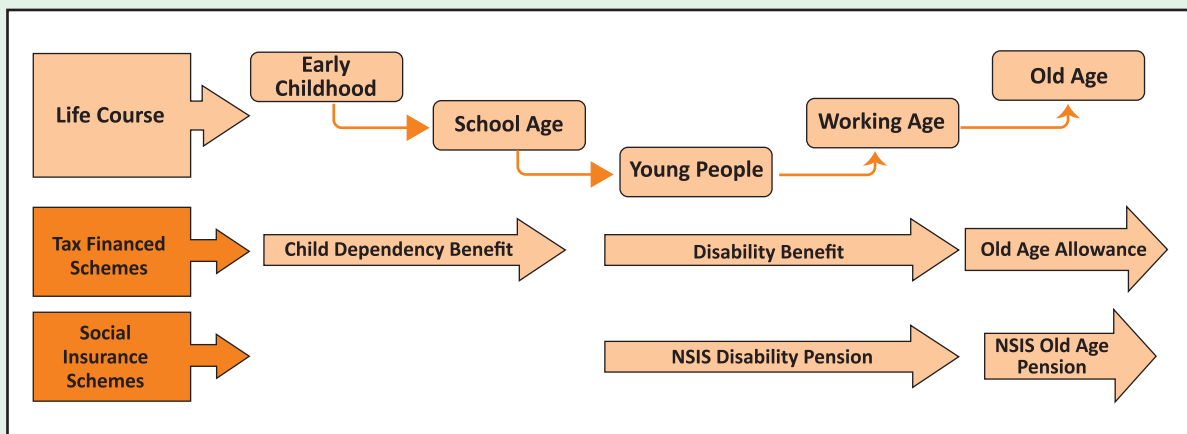 Life Course
Early
Childhood
School Age
Young People
Working Age
Old Age
Tax Financed
Schemes
Child Dependency Benefit
Disability Benefit
Old Age Allowance
Social
Insurance
Schemes
NSIS Disability Pension
NSIS Old Age
Pension